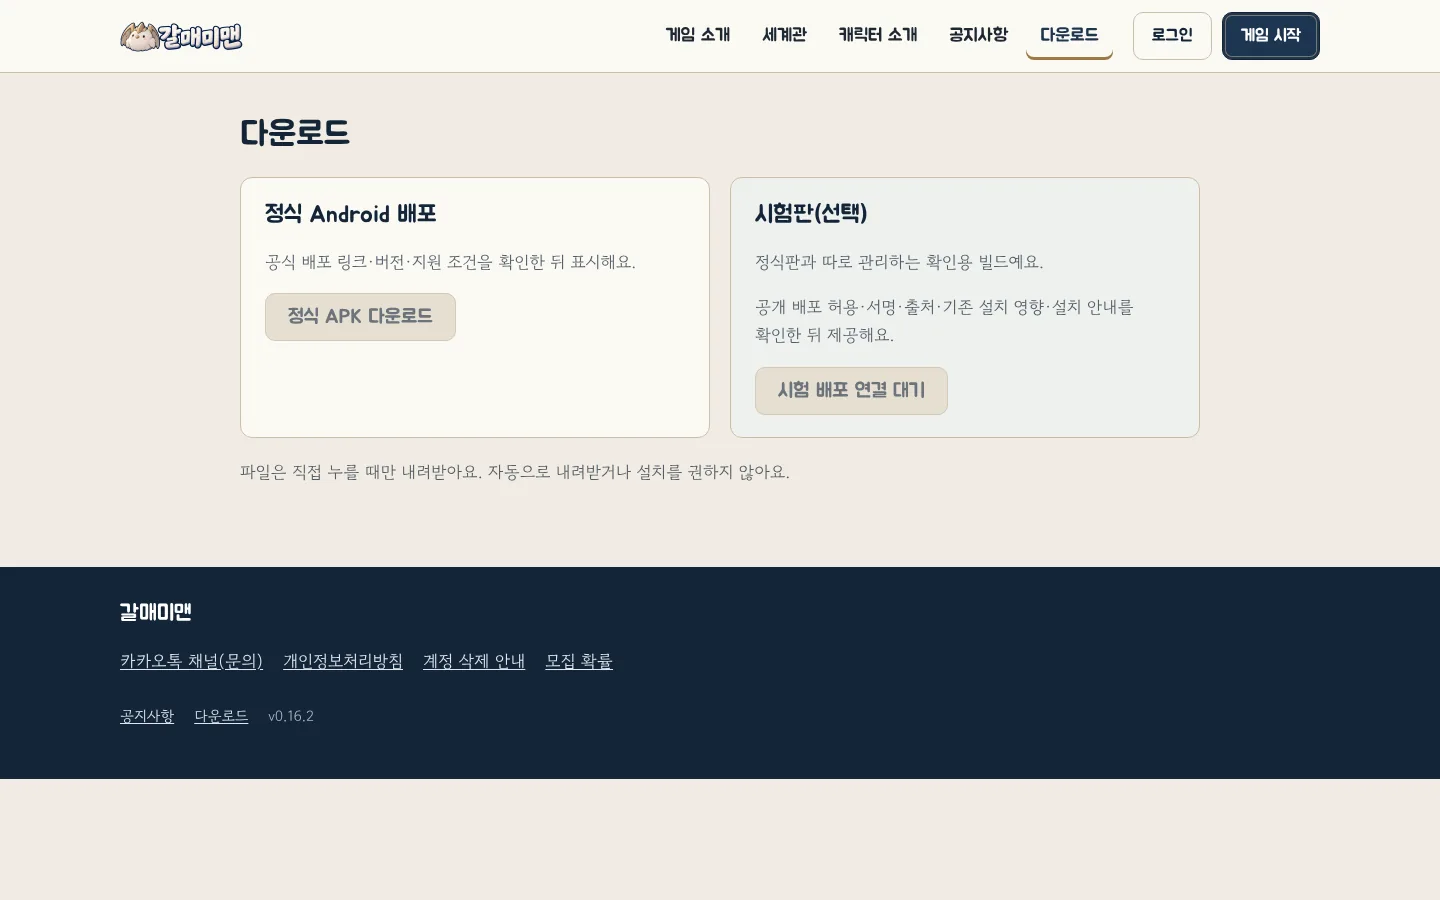 갈매미맨
게임 소개
세계관
캐릭터 소개
공지사항
다운로드
로그인
게임 시작
다운로드
정식 Android 배포
공식 배포 링크·버전·지원 조건을 확인한 뒤 표시해요.
정식 APK 다운로드
시험판(선택)
정식판과 따로 관리하는 확인용 빌드예요.
공개 배포 허용·서명·출처·기존 설치 영향·설치 안내를
확인한 뒤 제공해요.
시험 배포 연결 대기
파일은 직접 누를 때만 내려받아요. 자동으로 내려받거나 설치를 권하지 않아요.
갈매미맨
카카오톡 채널(문의)
개인정보처리방침
계정 삭제 안내
모집 확률
공지사항
다운로드
v0.16.2